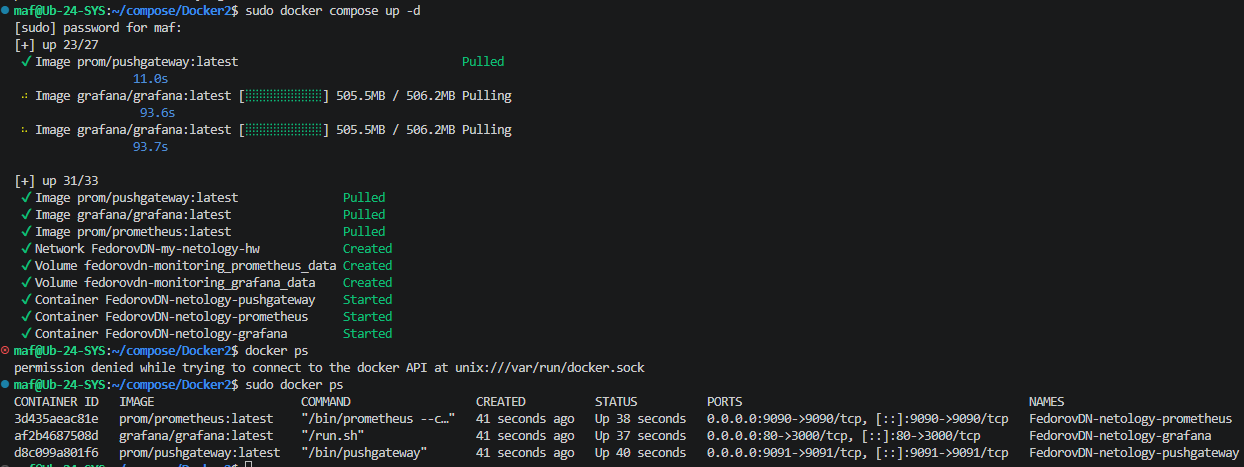 maf@Ub-24-SYS:~/compose/Docker2$ sudo docker compose up -d
[sudo] password for maf:
[+] up 23/27
✓ Image prom/pushgateway:latest Pulled
11.0s
Image grafana/grafana:latest [⣿⣿⣿⣿⣿⣿⣿⣿⣿⣿⣿⣿⣿] 505.5MB / 506.2MB Pulling
93.6s
Image grafana/grafana:latest [⣿⣿⣿⣿⣿⣿⣿⣿⣿⣿⣿⣿⣿] 505.5MB / 506.2MB Pulling
93.7s
[+] up 31/33
✓ Image prom/pushgateway:latest Pulled
✓ Image grafana/grafana:latest Pulled
✓ Image prom/prometheus:latest Pulled
✓ Network FedorovDN-my-netology-hw Created
✓ Volume fedorovdn-monitoring_prometheus_data Created
✓ Volume fedorovdn-monitoring_grafana_data Created
✓ Container FedorovDN-netology-pushgateway Started
✓ Container FedorovDN-netology-prometheus Started
✓ Container FedorovDN-netology-grafana Started
maf@Ub-24-SYS:~/compose/Docker2$ docker ps
permission denied while trying to connect to the docker API at unix:///var/run/docker.sock
maf@Ub-24-SYS:~/compose/Docker2$ sudo docker ps
CONTAINER ID IMAGE COMMAND CREATED STATUS PORTS NAMES
3d435aeac81e prom/prometheus:latest "/bin/prometheus --c…" 41 seconds ago Up 38 seconds 0.0.0.0:9090->9090/tcp, [::]:9090->9090/tcp FedorovDN-netology-prometheus
af2b4687508d grafana/grafana:latest "/run.sh" 41 seconds ago Up 37 seconds 0.0.0.0:80->3000/tcp, [::]:80->3000/tcp FedorovDN-netology-grafana
d8c099a801f6 prom/pushgateway:latest "/bin/pushgateway" 41 seconds ago Up 40 seconds 0.0.0.0:9091->9091/tcp, [::]:9091->9091/tcp FedorovDN-netology-pushgateway
maf@Ub-24-SYS:~/compose/Docker2$